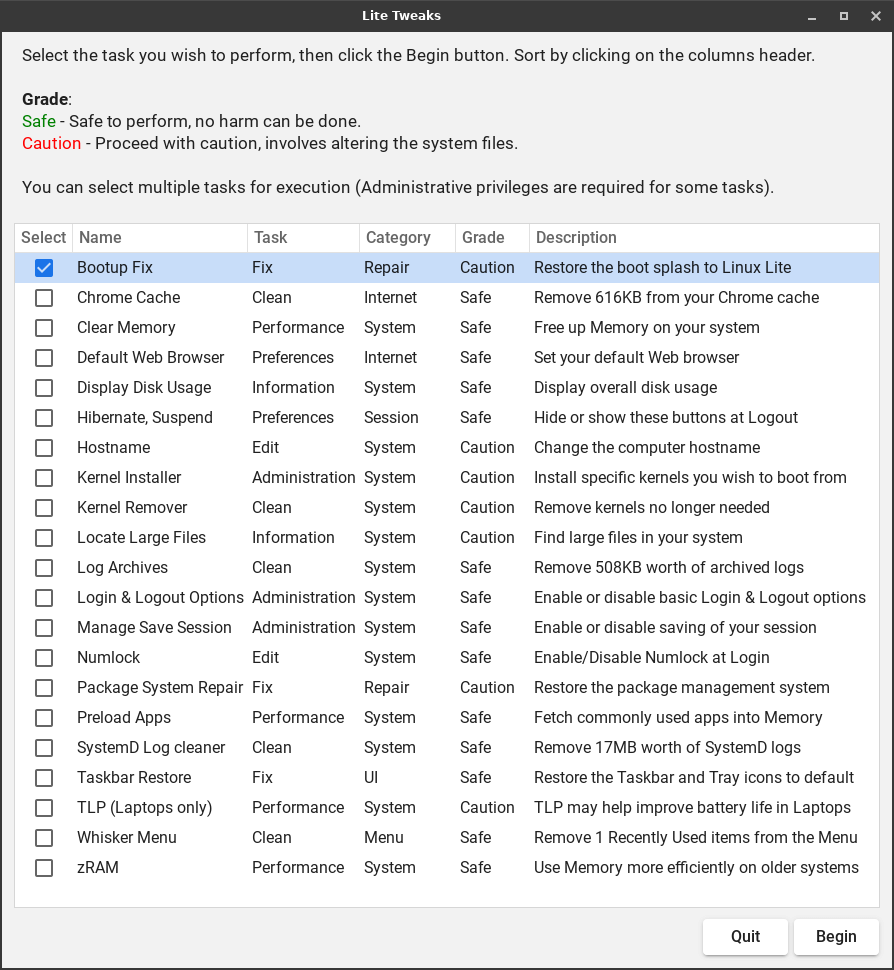 Lite Tweaks
Select the task you wish to perform, then click the Begin button. Sort by clicking on the columns header.
Grade:
Safe - Safe to perform, no harm can be done.
Caution - Proceed with caution, involves altering the system files.
You can select multiple tasks for execution (Administrative privileges are required for some tasks).
Select Name Task Category Grade Description
Bootup Fix Fix Repair Caution Restore the boot splash to Linux Lite
Chrome Cache Clean Internet Safe Remove 616KB from your Chrome cache
Clear Memory Performance System Safe Free up Memory on your system
Default Web Browser Preferences Internet Safe Set your default Web browser
Display Disk Usage Information System Safe Display overall disk usage
Hibernate, Suspend Preferences Session Safe Hide or show these buttons at Logout
Hostname Edit System Caution Change the computer hostname
Kernel Installer Administration System Caution Install specific kernels you wish to boot from
Kernel Remover Clean System Caution Remove kernels no longer needed
Locate Large Files Information System Caution Find large files in your system
Log Archives Clean System Safe Remove 508KB worth of archived logs
Login & Logout Options Administration System Safe Enable or disable basic Login & Logout options
Manage Save Session Administration System Safe Enable or disable saving of your session
Numlock Edit System Safe Enable/Disable Numlock at Login
Package System Repair Fix Repair Caution Restore the package management system
Preload Apps Performance System Safe Fetch commonly used apps into Memory
SystemD Log cleaner Clean System Safe Remove 17MB worth of SystemD logs
Taskbar Restore Fix UI Safe Restore the Taskbar and Tray icons to default
TLP (Laptops only) Performance System Caution TLP may help improve battery life in Laptops
Whisker Menu Clean Menu Safe Remove 1 Recently Used items from the Menu
zRAM Performance System Safe Use Memory more efficiently on older systems
Quit Begin